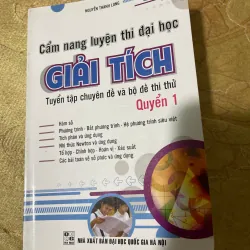 NGUYỄN THÀNH LONG
Cẩm nang luyện thi đại học
GIẢI TÍCH
Tuyển tập chuyên đề và bộ đề thi thử
Quyển 1
Hàm số
Phương trình - Bất phương trình - Hệ phương trình siêu việt
Tích phân và ứng dụng
Nhị thức Newton và ứng dụng
Tổ hợp - Chỉnh hợp - Hoán vị - Xác suất
Các bài toán về số phức và ứng dụng
NHÀ XUẤT BẢN ĐẠI HỌC QUỐC GIA HÀ NỘI